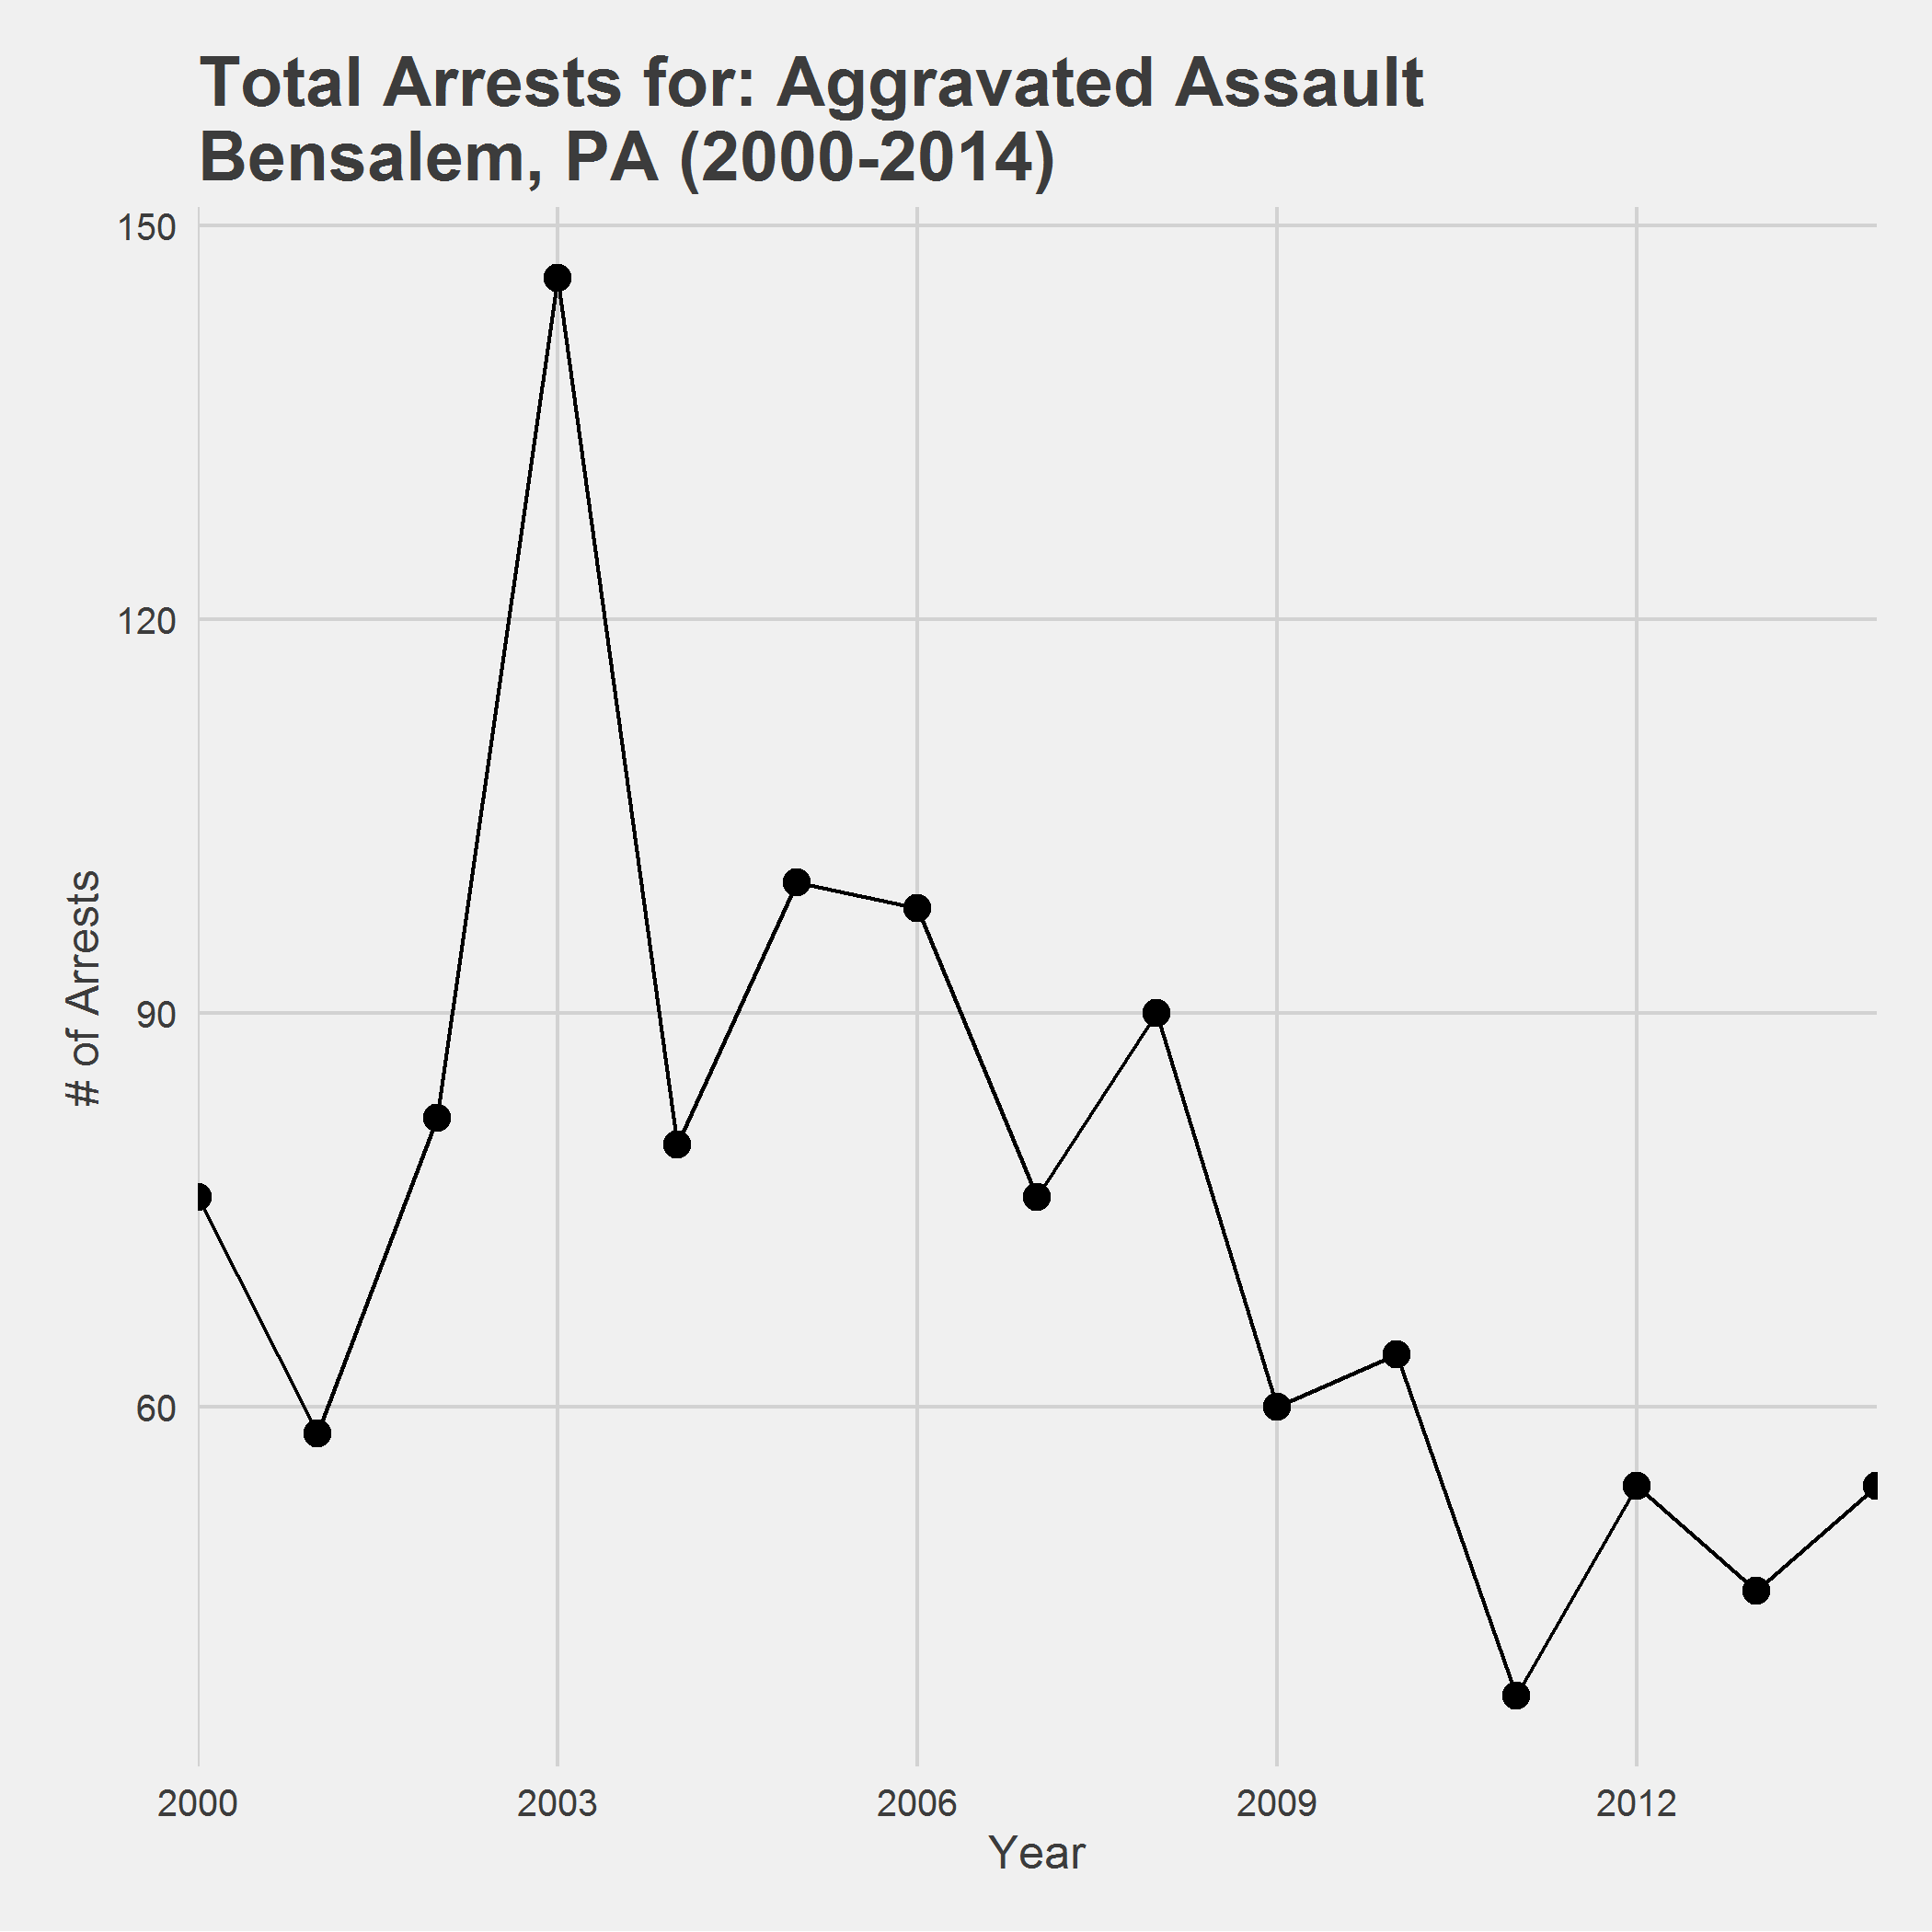 Total Arrests for: Aggravated Assault
Bensalem, PA (2000-2014)
150
120
90
60
# of Arrests
2000 2003 2006 2009 2012
Year